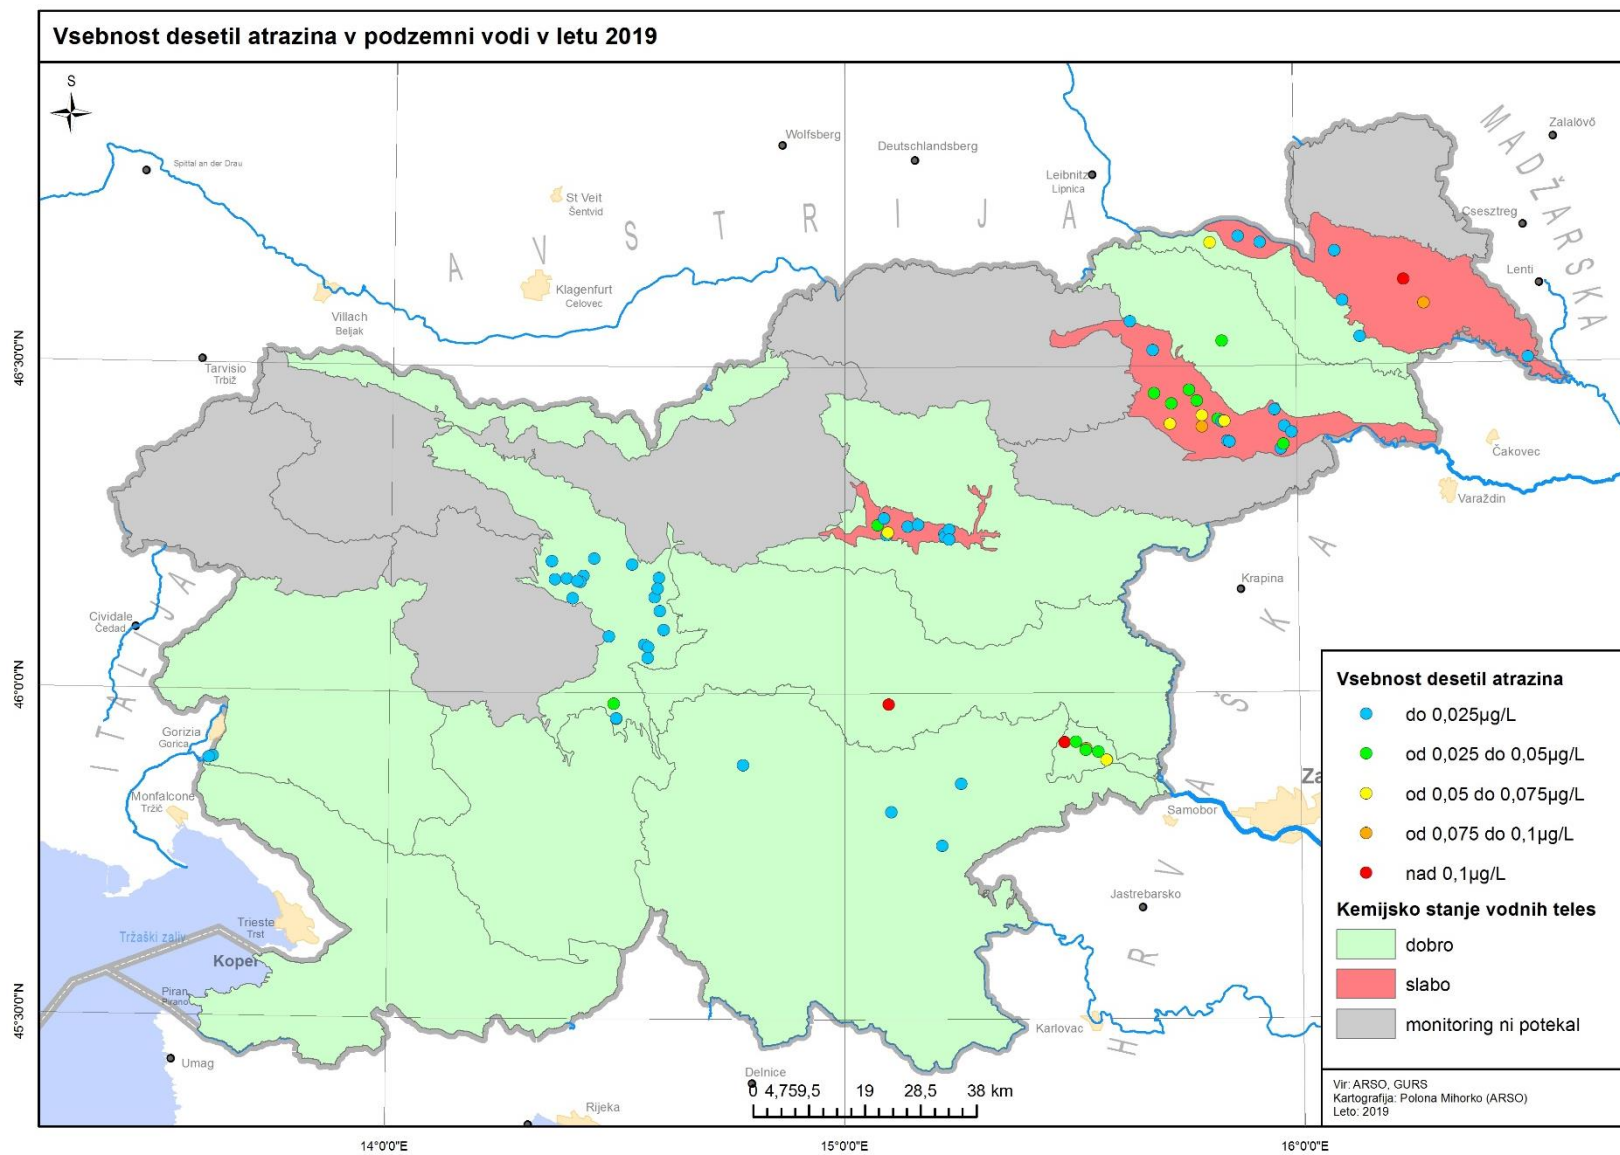 Vsebnost desetil atrazina v podzemni vodi v letu 2019
S
Wolfsberg
Deutschlandsberg
Zalalövő
MADŽARSKA
Spittal an der Drau
St Veit
Šentvid
Leibnitz
Lipnica
Csesztreg
AVSTRIJA
Klagenfurt
Celovec
Lenti
Villach
Beljak
Tarvisio
Trbiž
46°30'0"N
Čakovec
Varaždin
Krapina
ITALIJA
Cividale
Čedad
HRVAŠKA
46°0'0"N
Gorizia
Gorica
Monfalcone
Tržič
Za
Samobor
Jastrebarsko
Trieste
Trst
Tržaški zaliv
Koper
Piran
Pirano
45°30'0"N
Karlovac
Umag
Delnice
Rijeka
0 4,759,5 19 28,5 38 km
Vsebnost desetil atrazina
do 0,025µg/L
od 0,025 do 0,05µg/L
od 0,05 do 0,075µg/L
od 0,075 do 0,1µg/L
nad 0,1µg/L
Kemijsko stanje vodnih teles
dobro
slabo
monitoring ni potekal
Vir: ARSO, GURS
Kartografija: Polona Mihorko (ARSO)
Leto: 2019
14°0'0"E
15°0'0"E
16°0'0"E